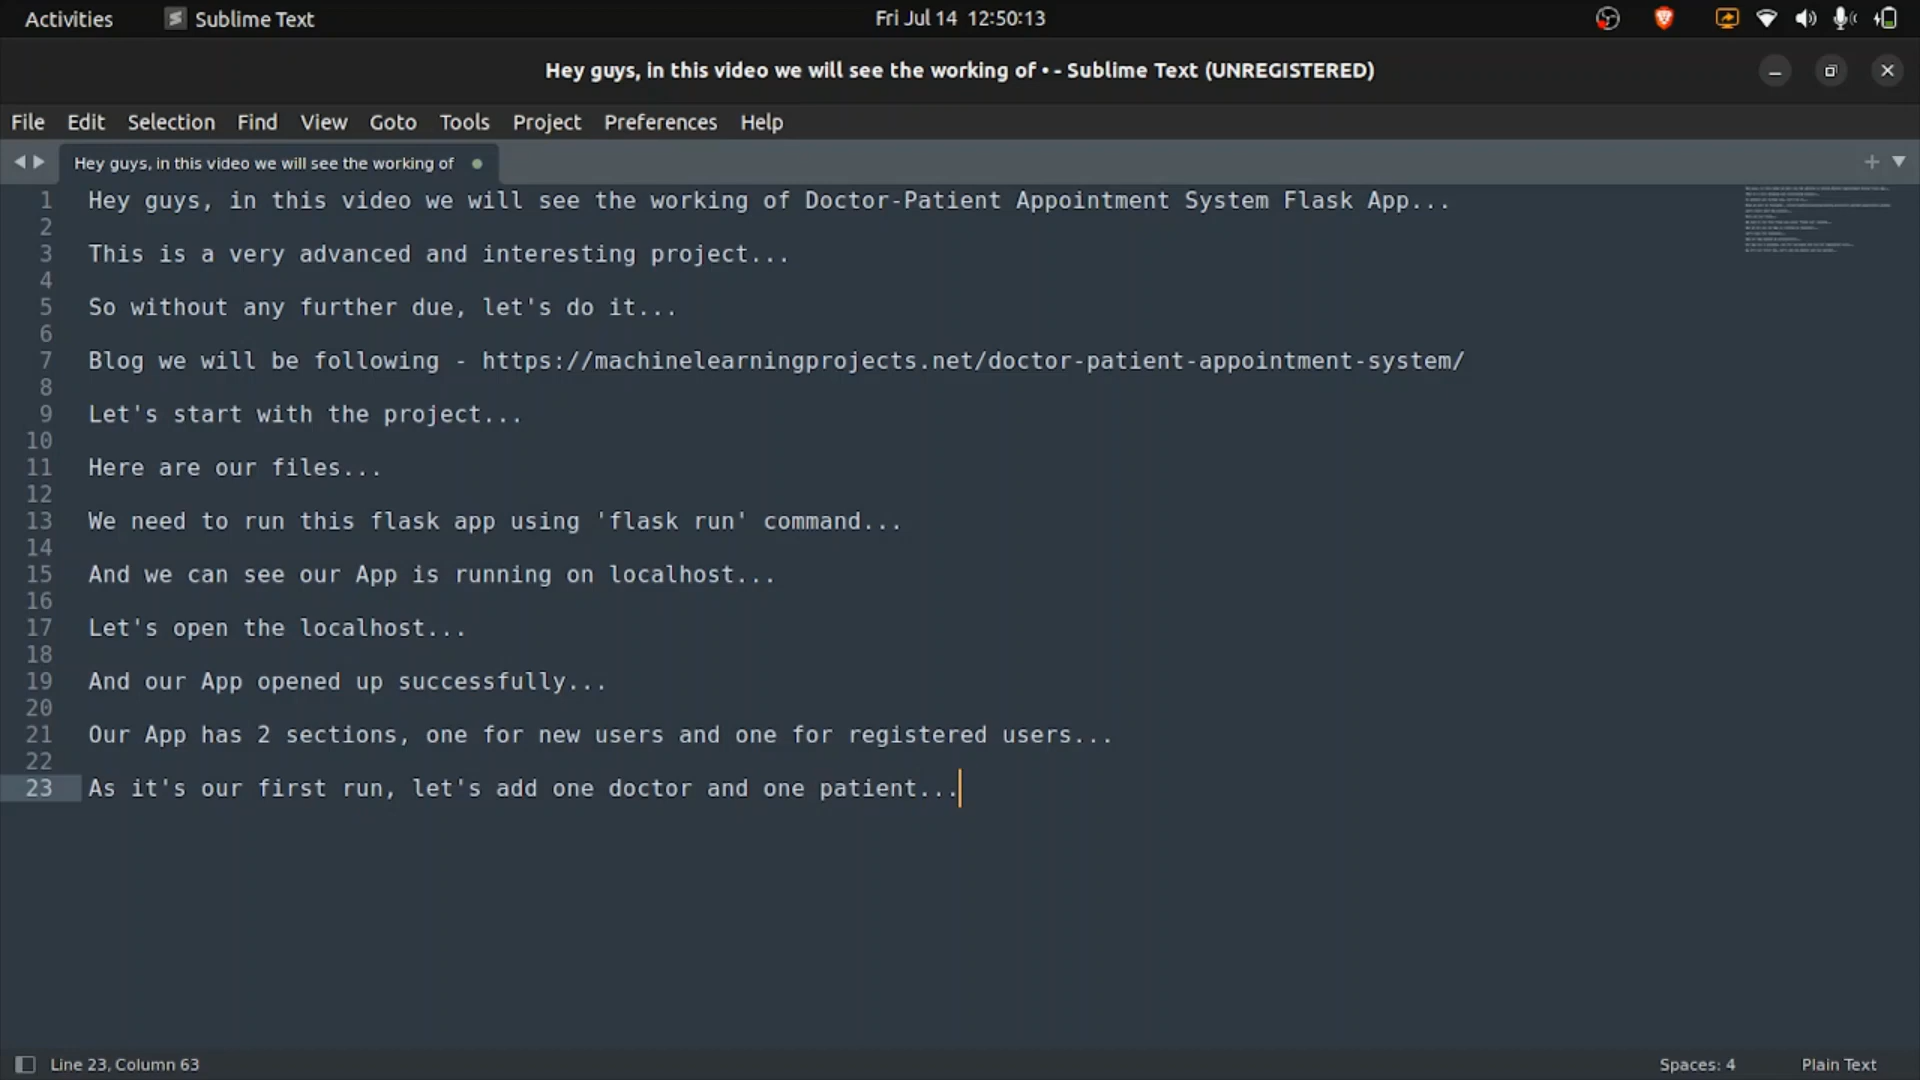 Activities Sublime Text Fri Jul 14 12:50:13
Hey guys, in this video we will see the working of • - Sublime Text (UNREGISTERED)
File Edit Selection Find View Goto Tools Project Preferences Help
Hey guys, in this video we will see the working of
1 Hey guys, in this video we will see the working of Doctor-Patient Appointment System Flask App...
2
3 This is a very advanced and interesting project...
4
5 So without any further due, let's do it...
6
7 Blog we will be following - https://machinelearningprojects.net/doctor-patient-appointment-system/
8
9 Let's start with the project...
10
11 Here are our files...
12
13 We need to run this flask app using 'flask run' command...
14
15 And we can see our App is running on localhost...
16
17 Let's open the localhost...
18
19 And our App opened up successfully...
20
21 Our App has 2 sections, one for new users and one for registered users...
22
23 As it's our first run, let's add one doctor and one patient...
Line 23, Column 63 Spaces: 4 Plain Text